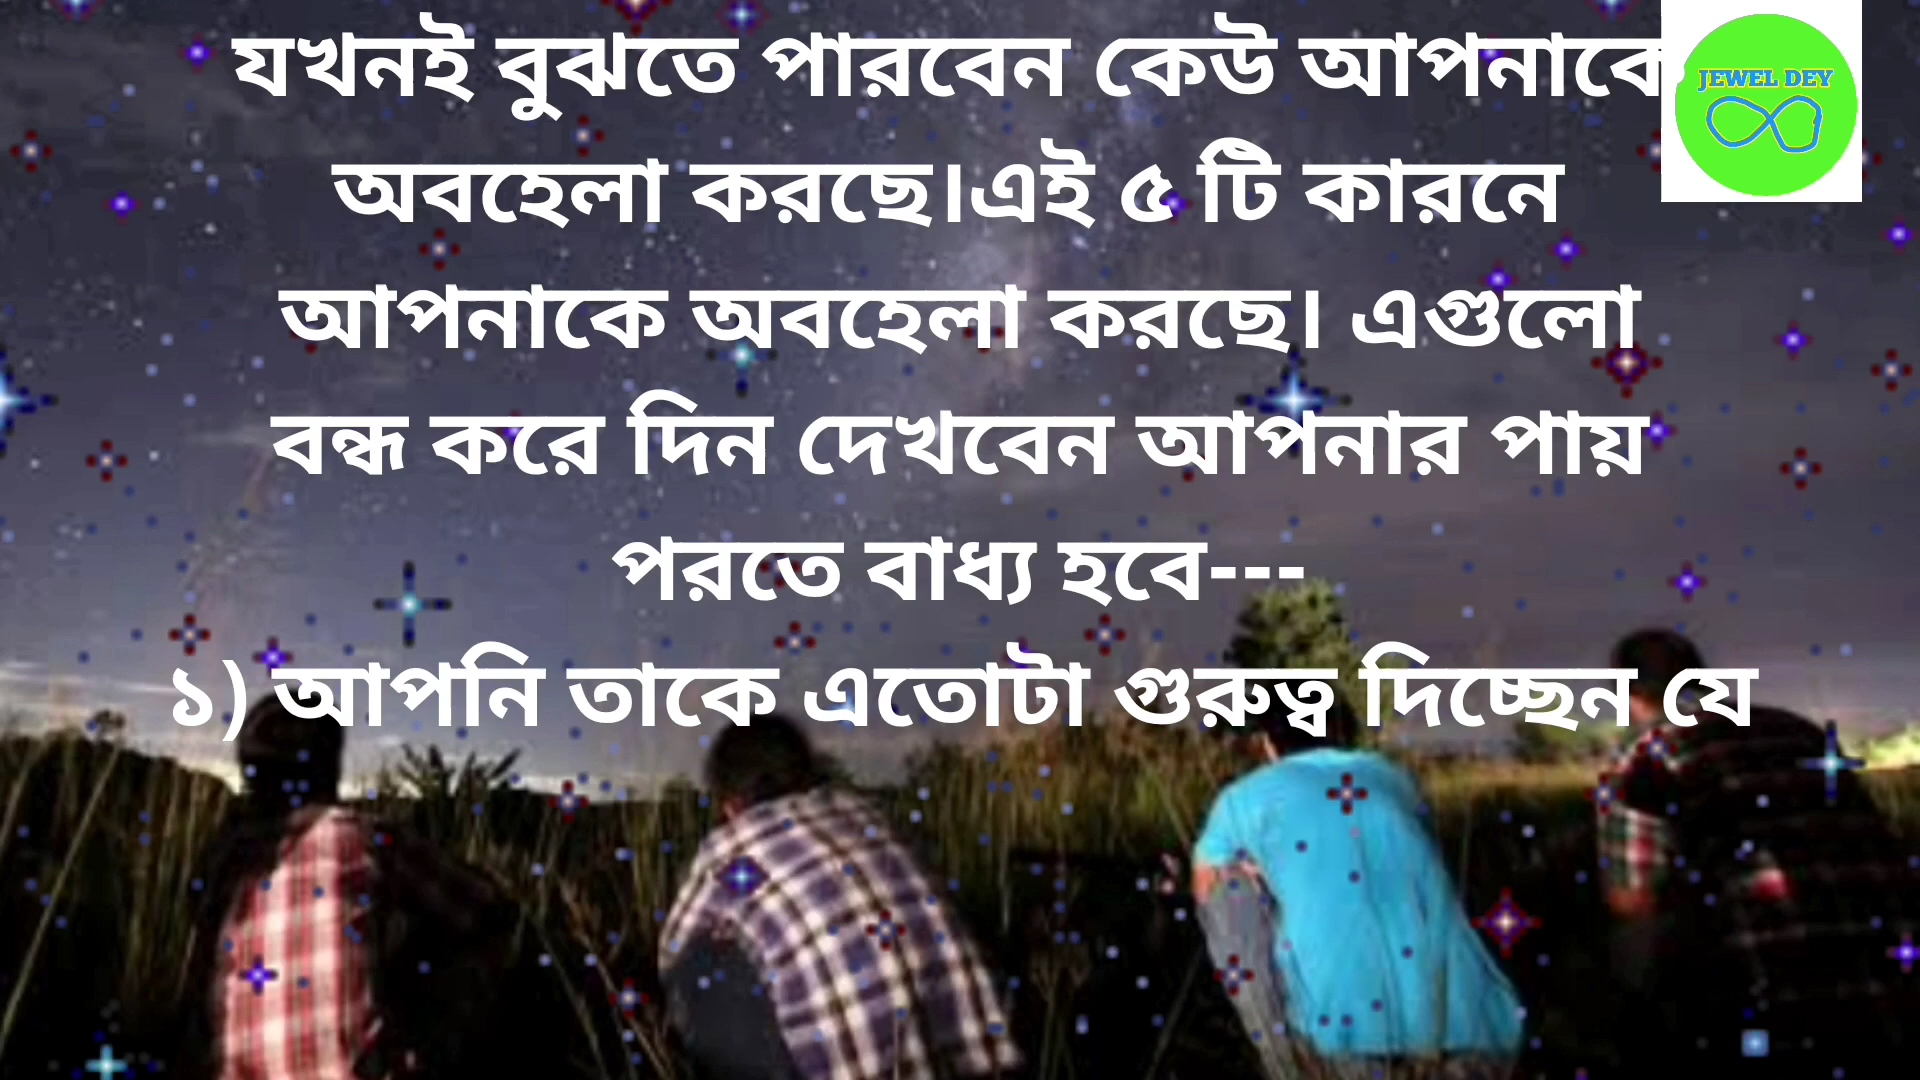 যখনই বুঝতে পারবেন কেউ আপনাকে
JEWEL DEY
অবহেলা করছে।এই ৫ টি কারনে
আপনাকে অবহেলা করছে। এগুলো
বন্ধ করে দিন দেখবেন আপনার পায়
পরতে বাধ্য হবে---
১) আপনি তাকে এতোটা গুরুত্ব দিচ্ছেন যে